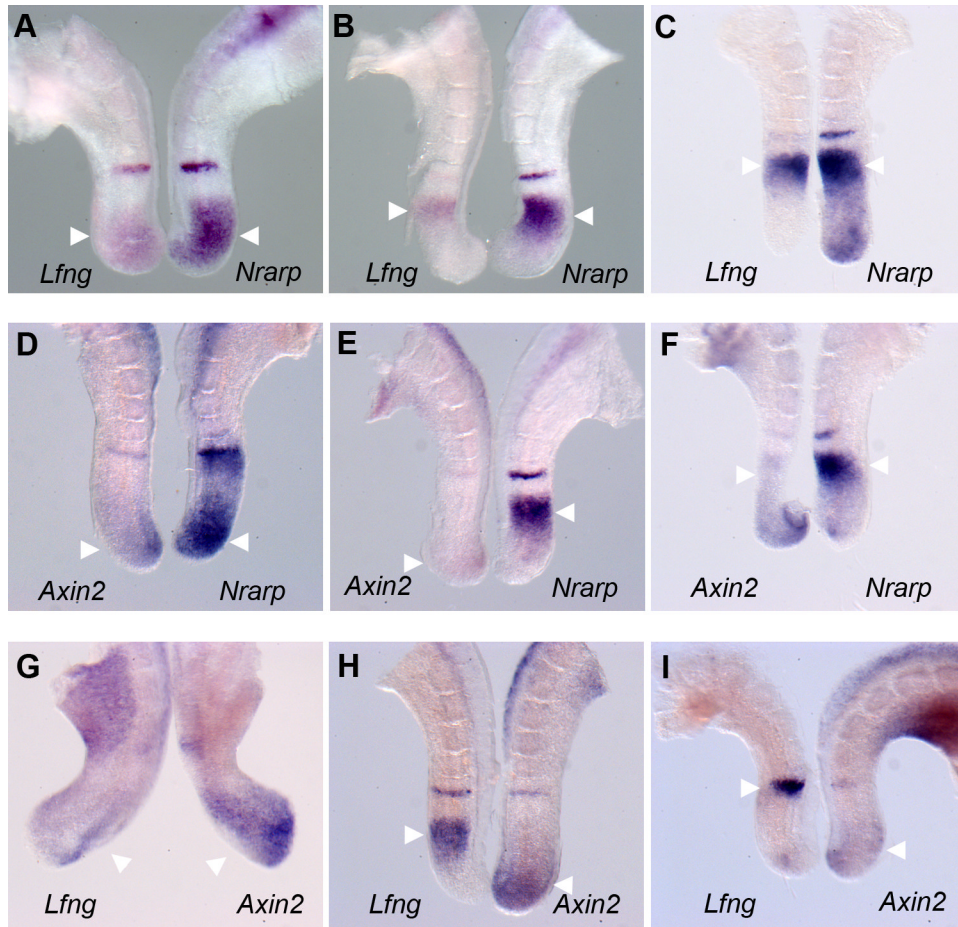 A B C
Lfng Nrarp Lfng Nrarp Lfng Nrarp
D E F
Axin2 Nrarp Axin2 Nrarp Axin2 Nrarp
G H I
Lfng Axin2 Lfng Axin2 Lfng Axin2